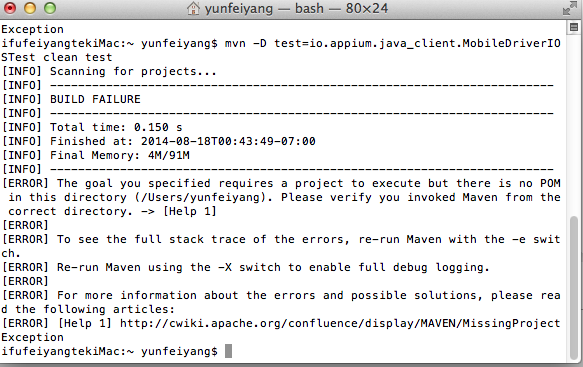 yunfeiyang — bash — 80×24
Exception
ifufeiyangtekiMac:~ yunfeiyang$ mvn -D test=io.appium.java_client.MobileDriverIO
STest clean test
[INFO] Scanning for projects...
[INFO] ------------------------------------------------------------------------
[INFO] BUILD FAILURE
[INFO] ------------------------------------------------------------------------
[INFO] Total time: 0.150 s
[INFO] Finished at: 2014-08-18T00:43:49-07:00
[INFO] Final Memory: 4M/91M
[INFO] ------------------------------------------------------------------------
[ERROR] The goal you specified requires a project to execute but there is no POM
in this directory (/Users/yunfeiyang). Please verify you invoked Maven from the
correct directory. -> [Help 1]
[ERROR]
[ERROR] To see the full stack trace of the errors, re-run Maven with the -e swit
ch.
[ERROR] Re-run Maven using the -X switch to enable full debug logging.
[ERROR]
[ERROR] For more information about the errors and possible solutions, please rea
d the following articles:
[ERROR] [Help 1] http://cwiki.apache.org/confluence/display/MAVEN/MissingProject
Exception
ifufeiyangtekiMac:~ yunfeiyang$